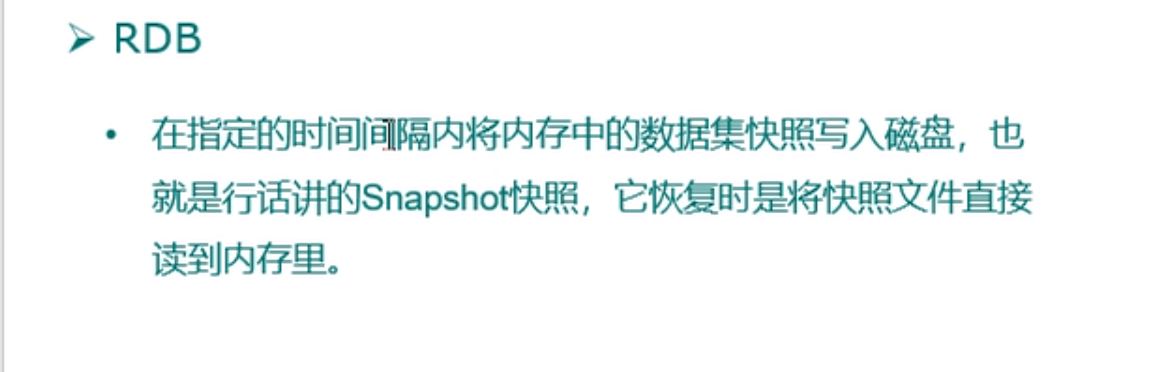 RDB
在指定的时间间隔内将内存中的数据集快照写入磁盘，也
就是行话讲的Snapshot快照，它恢复时是将快照文件直接
读到内存里。